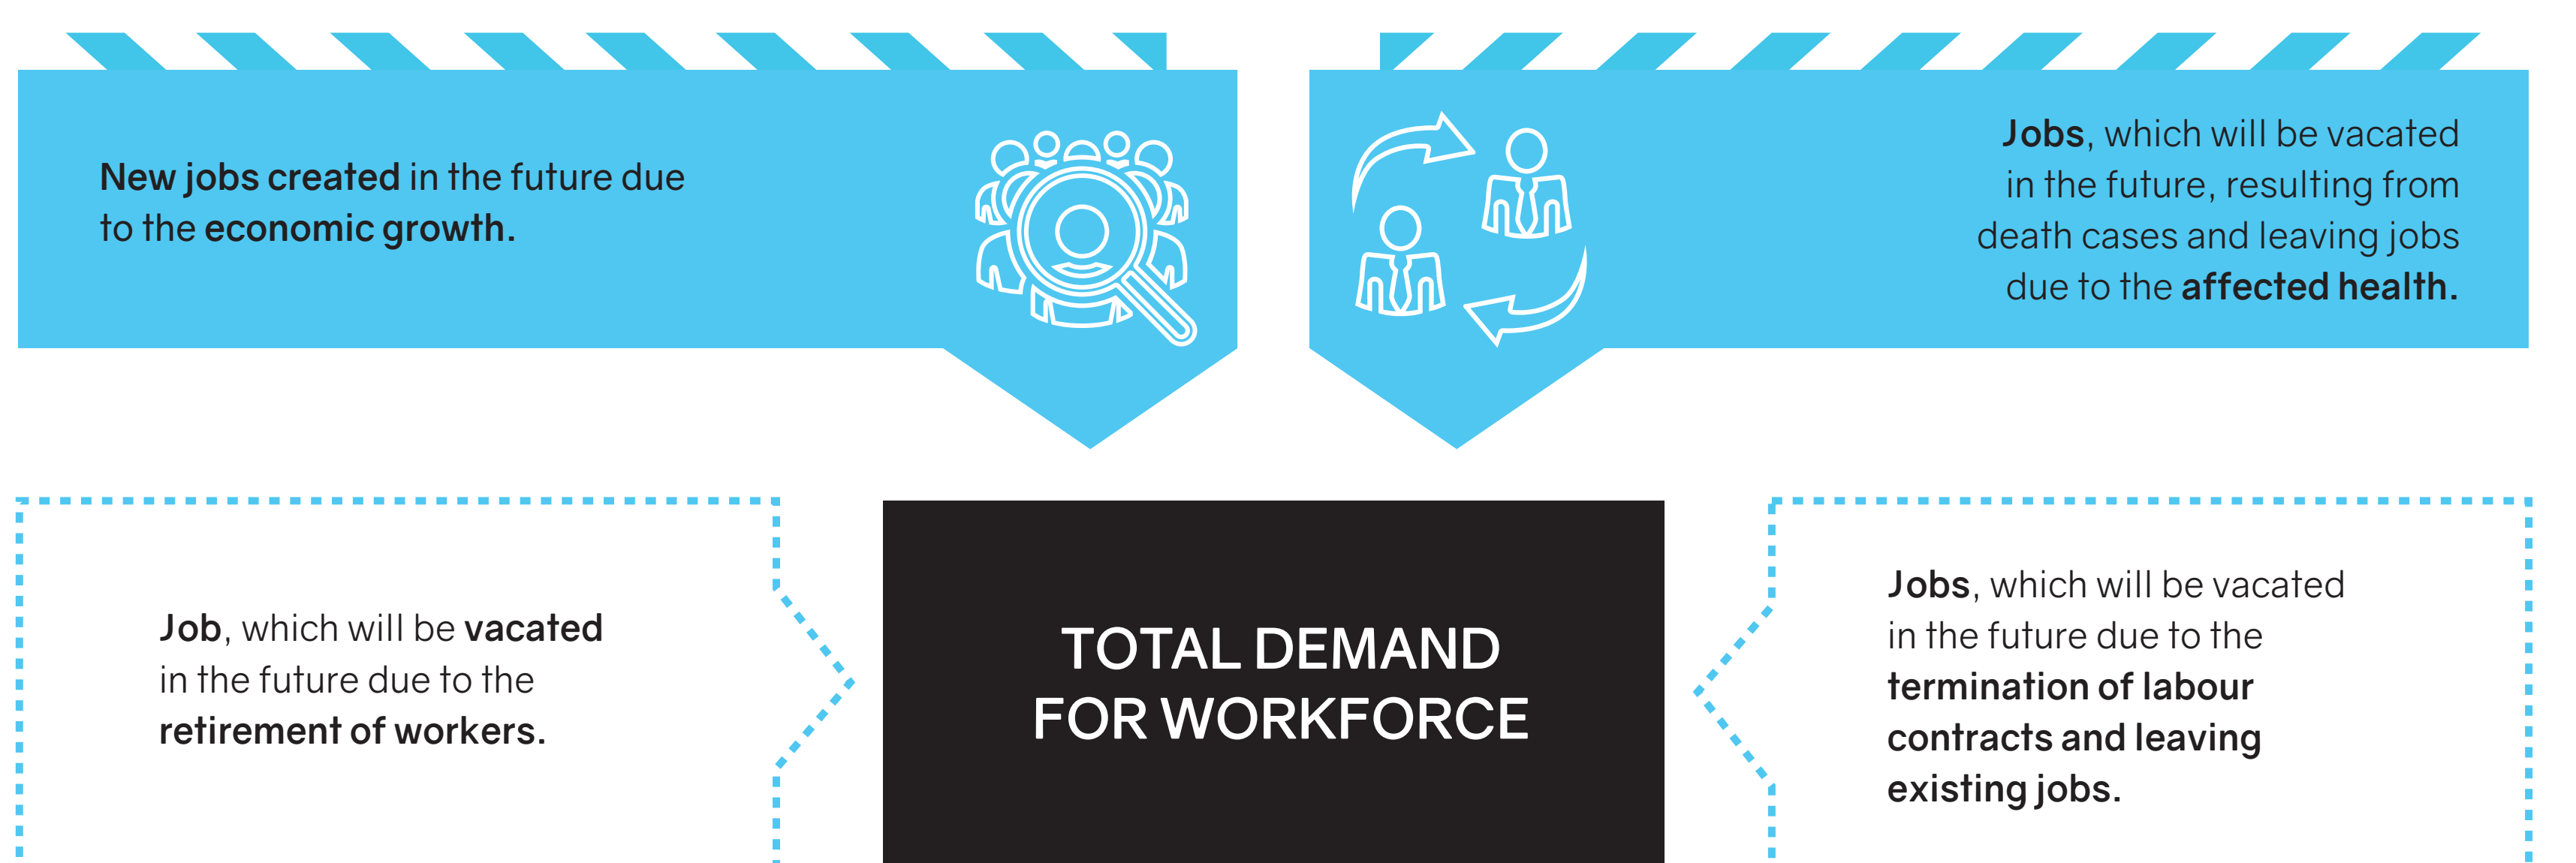 New jobs created in the future due
to the economic growth.
Jobs, which will be vacated
in the future, resulting from
death cases and leaving jobs
due to the affected health.
Job, which will be vacated
in the future due to the
retirement of workers.
TOTAL DEMAND
FOR WORKFORCE
Jobs, which will be vacated
in the future due to the
termination of labour
contracts and leaving
existing jobs.